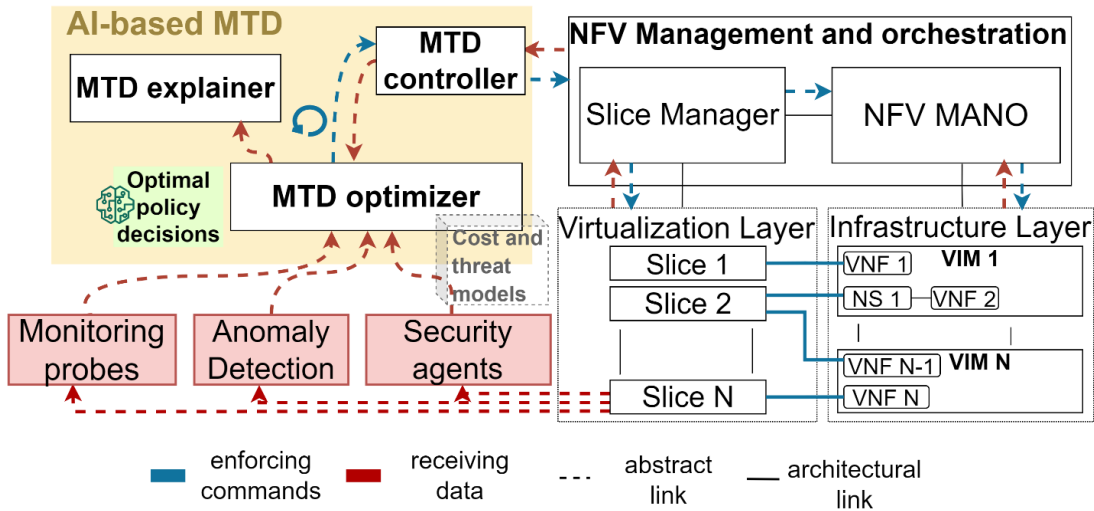 AI-based MTD
MTD explainer
MTD
controller
NFV Management and orchestration
Slice Manager
NFV MANO
Optimal
policy
decisions
MTD optimizer
Cost and
threat
models
Monitoring
probes
Anomaly
Detection
Security
agents
Virtualization Layer
Slice 1
Slice 2
Slice N
Infrastructure Layer
VNF 1
VIM 1
NS 1
VNF 2
VNF N-1
VIM N
VNF N
enforcing
commands
receiving
data
abstract
link
architectural
link